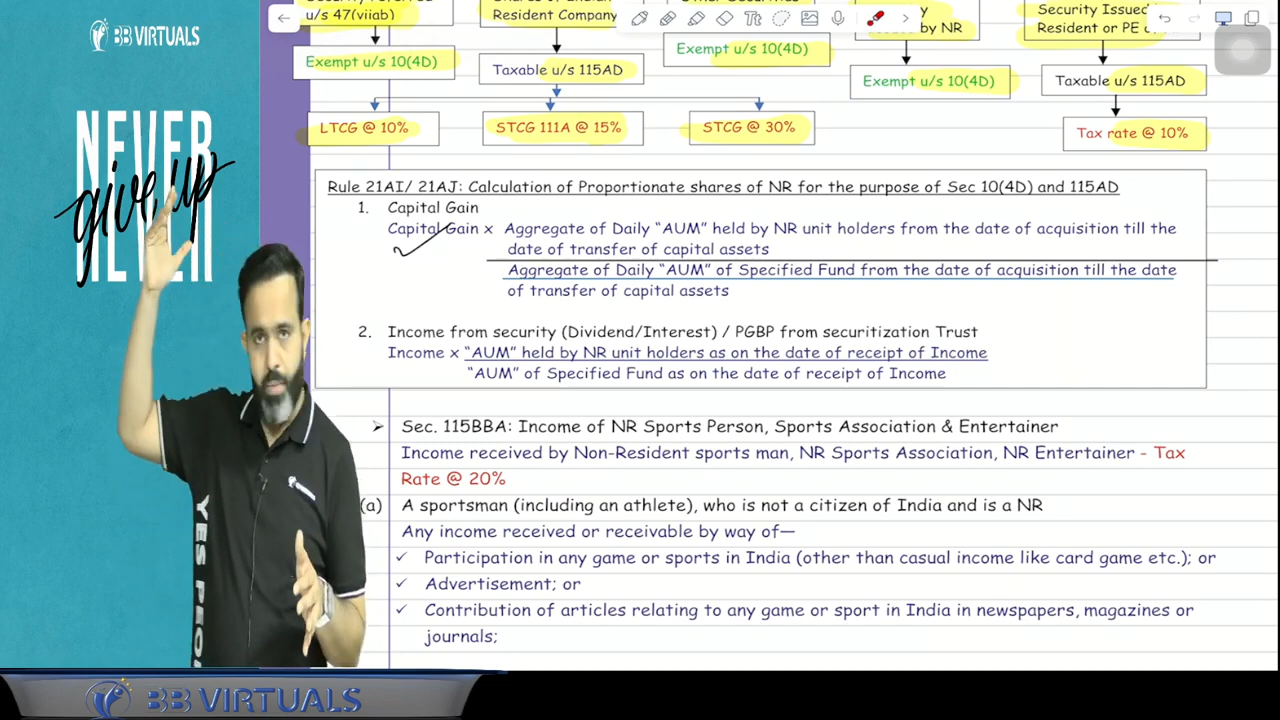 BB VIRTUALS
NEVER
give up
NEVER
u/s 47(viiab)
Resident Company
by NR
Security Issued
Resident or PE
Exempt u/s 10(4D)
Taxable u/s 115AD
Exempt u/s 10(4D)
Exempt u/s 10(4D)
Taxable u/s 115AD
LTCG @ 10%
STCG 111A @ 15%
STCG @ 30%
Tax rate @ 10%
Rule 21AI/ 21AJ: Calculation of Proportionate shares of NR for the purpose of Sec 10(4D) and 115AD
1. Capital Gain
Capital Gain x Aggregate of Daily “AUM” held by NR unit holders from the date of acquisition till the
date of transfer of capital assets
Aggregate of Daily “AUM” of Specified Fund from the date of acquisition till the date
of transfer of capital assets
2. Income from security (Dividend/Interest) / PGBP from securitization Trust
Income x “AUM” held by NR unit holders as on the date of receipt of Income
“AUM” of Specified Fund as on the date of receipt of Income
➢ Sec. 115BBA: Income of NR Sports Person, Sports Association & Entertainer
Income received by Non-Resident sports man, NR Sports Association, NR Entertainer - Tax
Rate @ 20%
(a) A sportsman (including an athlete), who is not a citizen of India and is a NR
Any income received or receivable by way of—
✓ Participation in any game or sports in India (other than casual income like card game etc.); or
✓ Advertisement; or
✓ Contribution of articles relating to any game or sport in India in newspapers, magazines or
journals;
YES
BB VIRTUALS